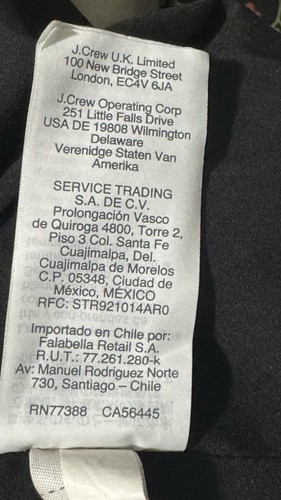 J.Crew U.K. Limited
100 New Bridge Street
London, EC4V 6JA
J.Crew Operating Corp
251 Little Falls Drive
USA DE 19808 Wilmington
Delaware
Verenidge Staten Van
Amerika
SERVICE TRADING
S.A. DE C.V.
Prolongación Vasco
de Quiroga 4800, Torre 2,
Piso 3 Col. Santa Fe
Cuajimalpa, Del.
Cuajimalpa de Morelos
C.P. 05348, Ciudad de
México, MÉXICO
RFC: STR921014AR0
Importado en Chile por:
Falabella Retail S.A.
R.U.T.: 77.261.280-k
Av: Manuel Rodriguez Norte
730, Santiago – Chile
RN77388 CA56445